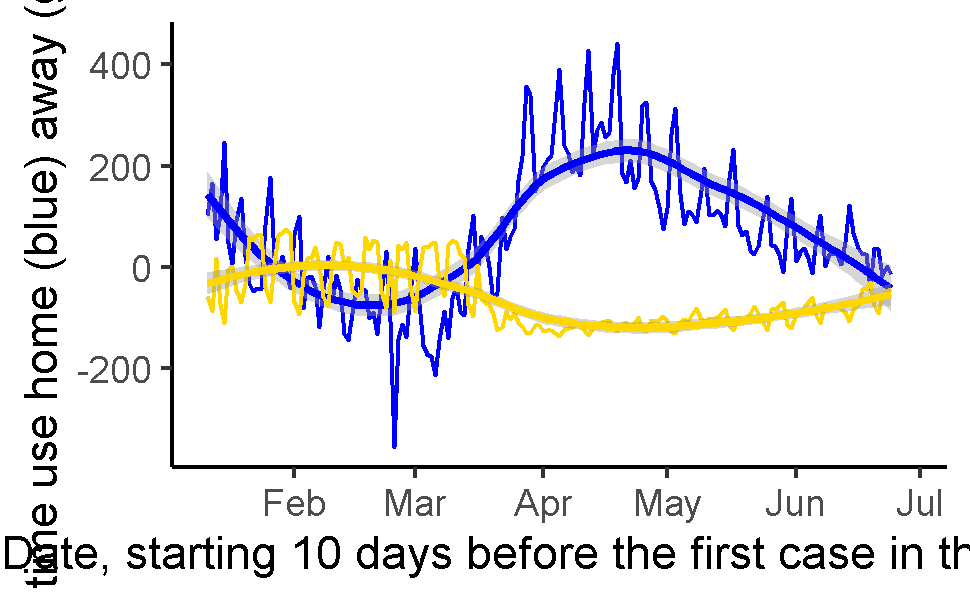 time use home (blue) away (
400
200
0
-200
Feb Mar Apr May Jun Jul
Date, starting 10 days before the first case in th